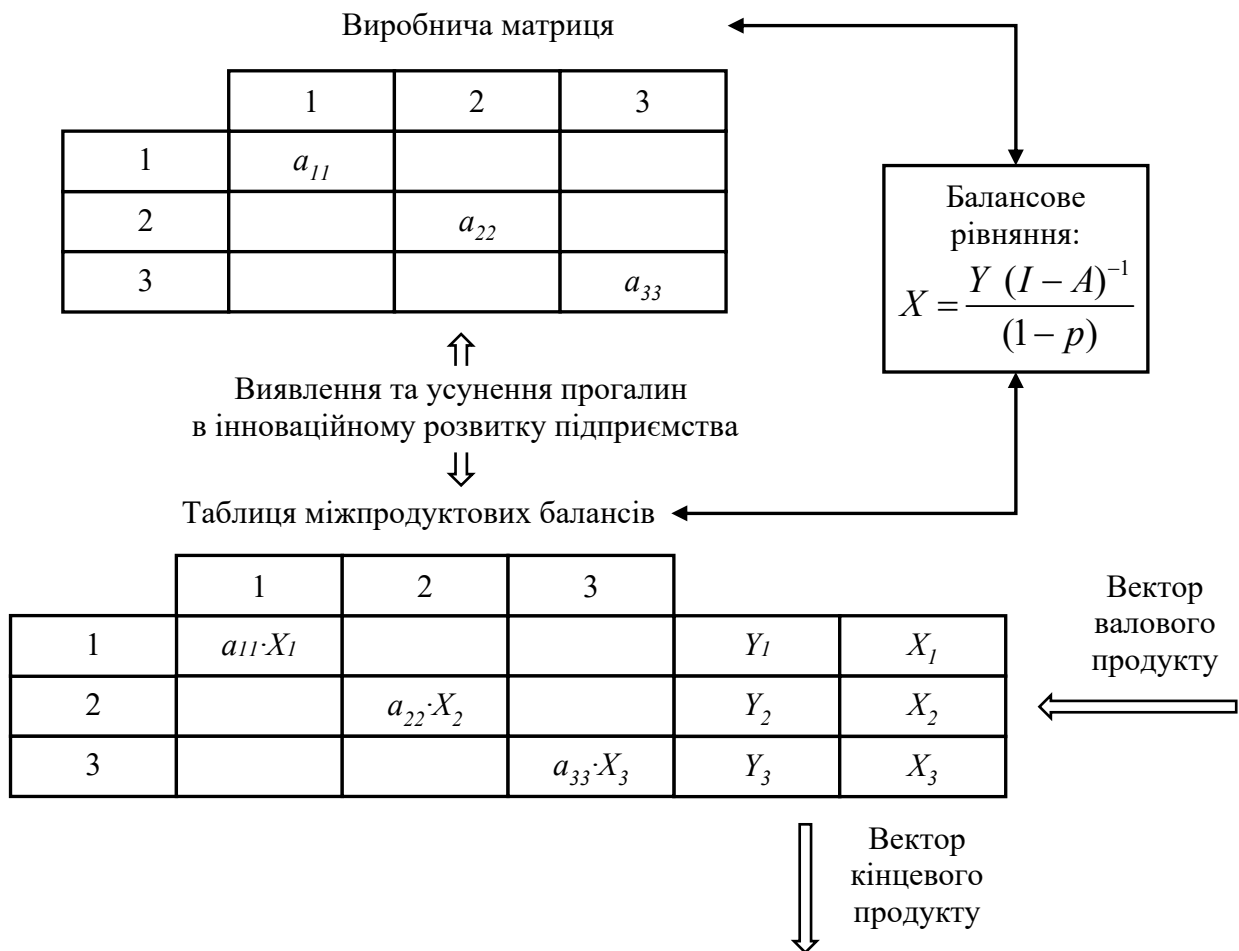 Виробнича матриця
1 2 3
1 a11
2 a22
3 a33
Балансове
рівняння:
X = Y (I – A)–1 / (1 – p)
Виявлення та усунення прогалин
в інноваційному розвитку підприємства
Таблиця міжпродуктових балансів
1 2 3
1 a11·X1 Y1 X1
2 a22·X2 Y2 X2
3 a33·X3 Y3 X3
Вектор
валового
продукту
Вектор
кінцевого
продукту